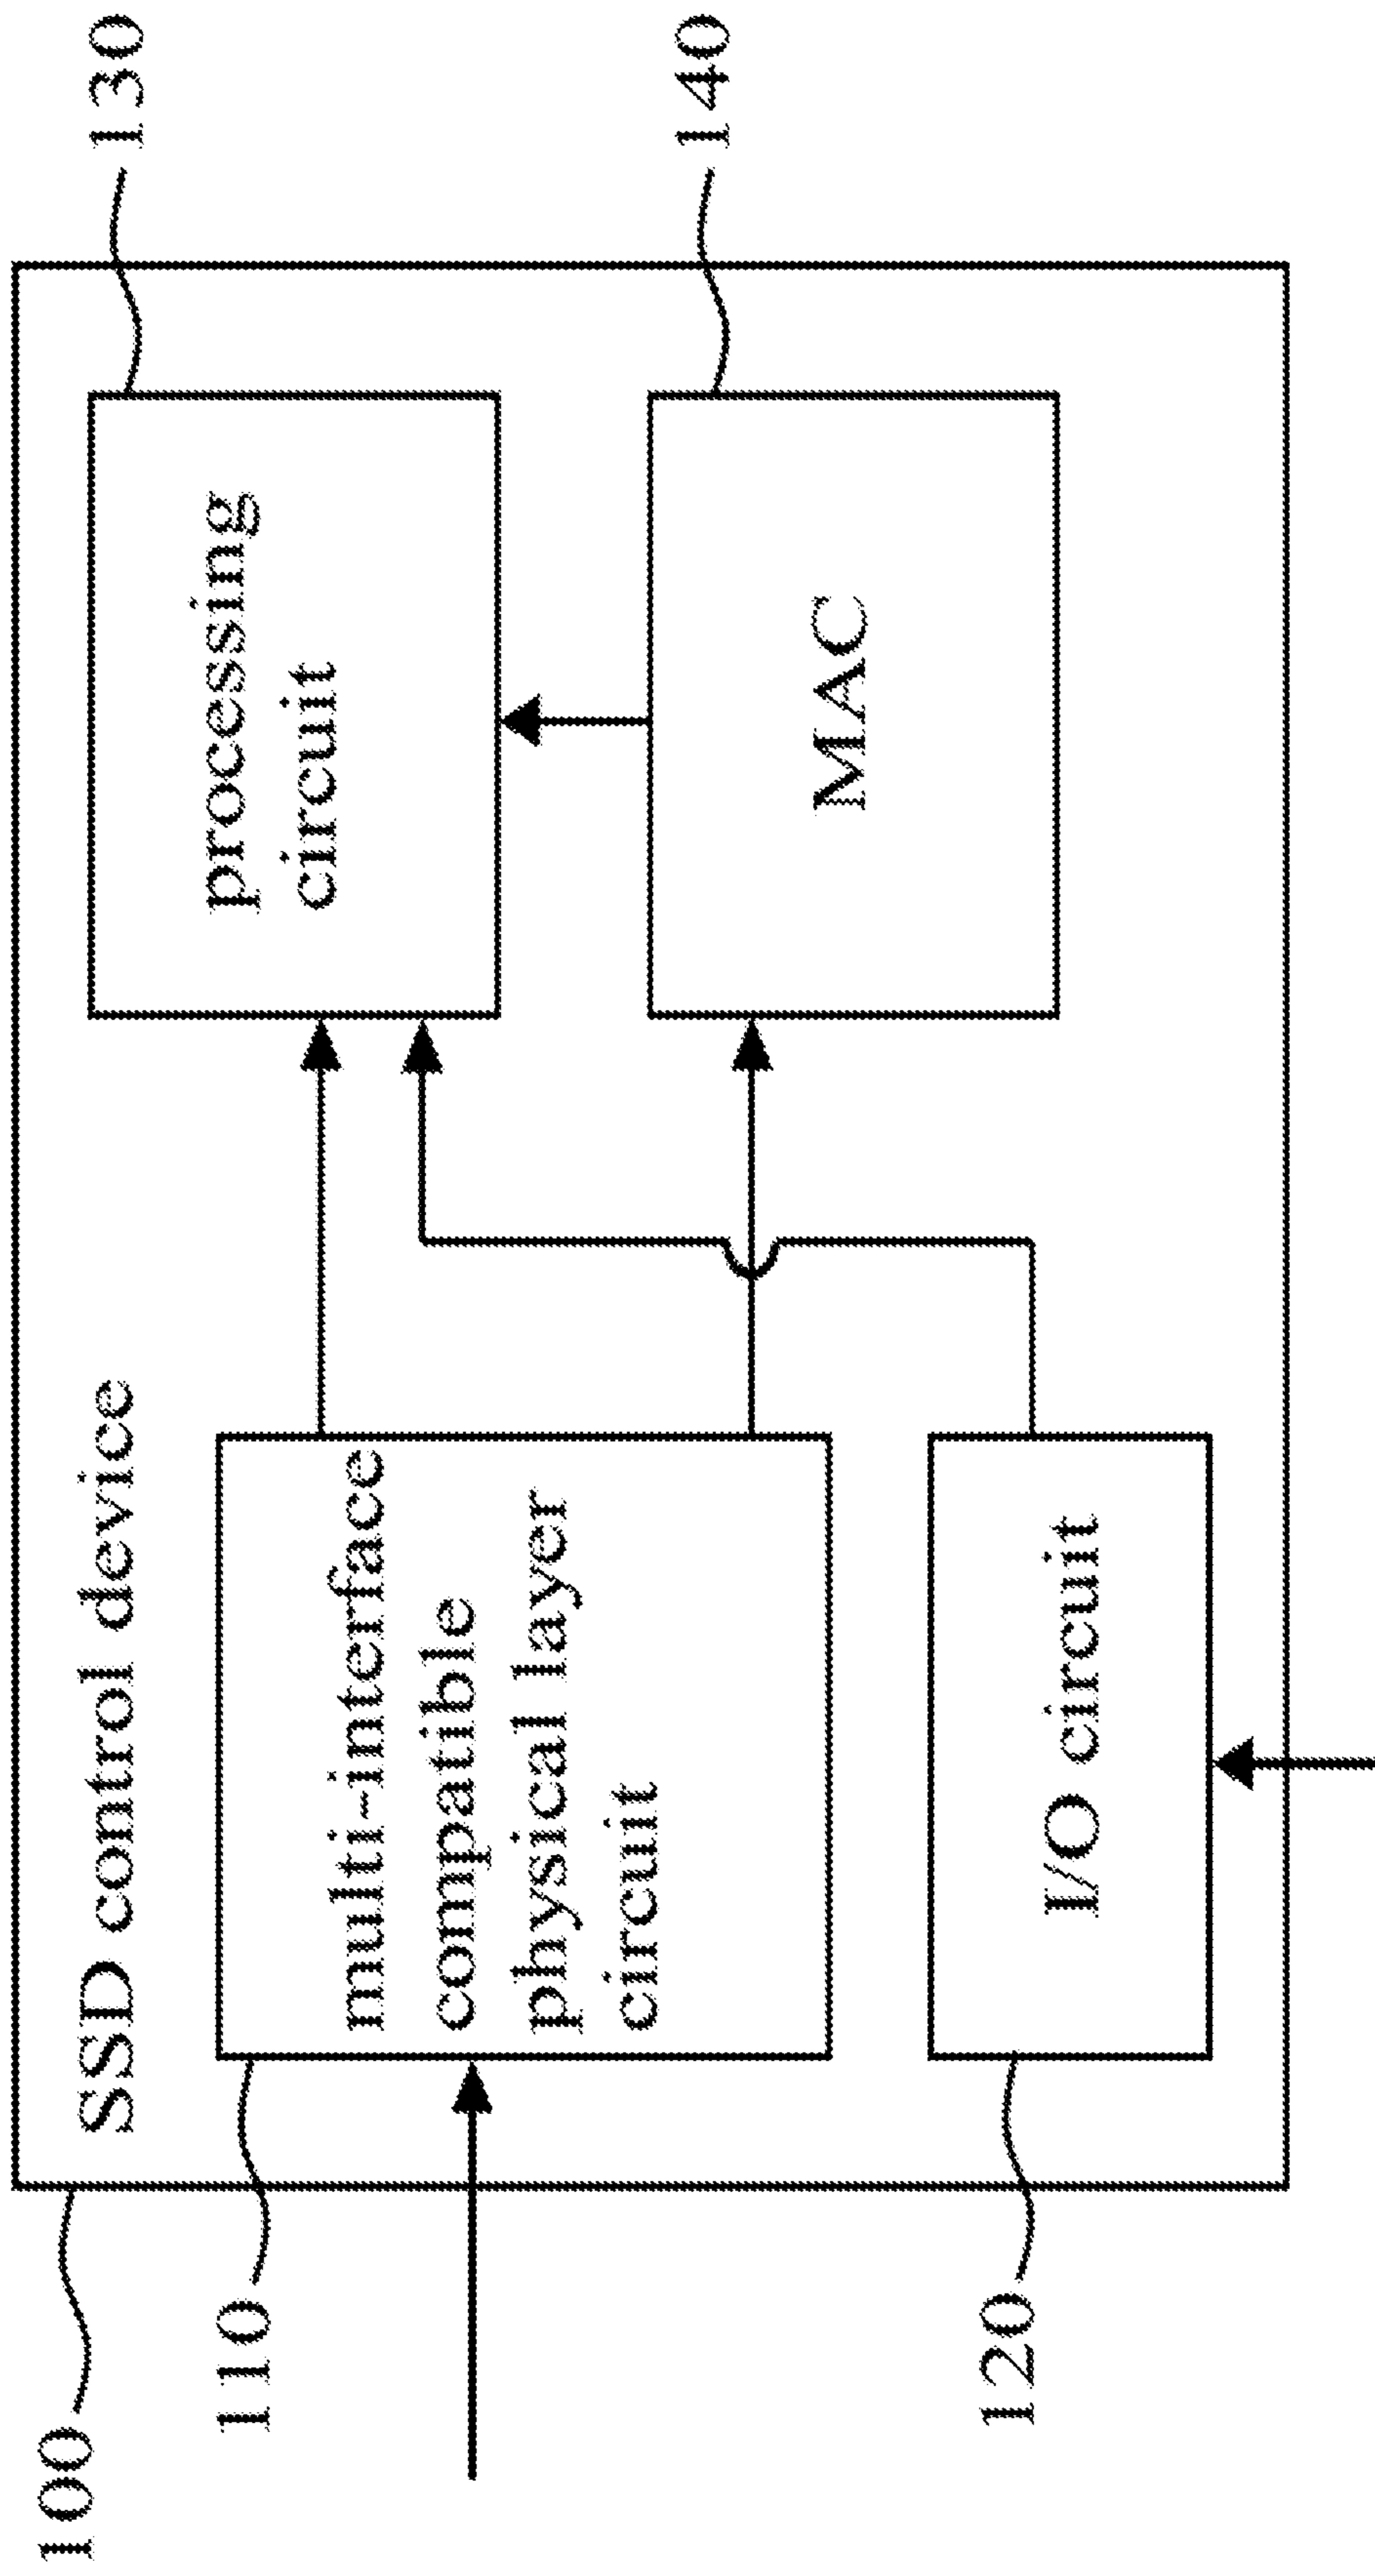 100
SSD control device
110
multi-interface
compatible
physical layer
circuit
processing
circuit
130
MAC
140
120
I/O circuit